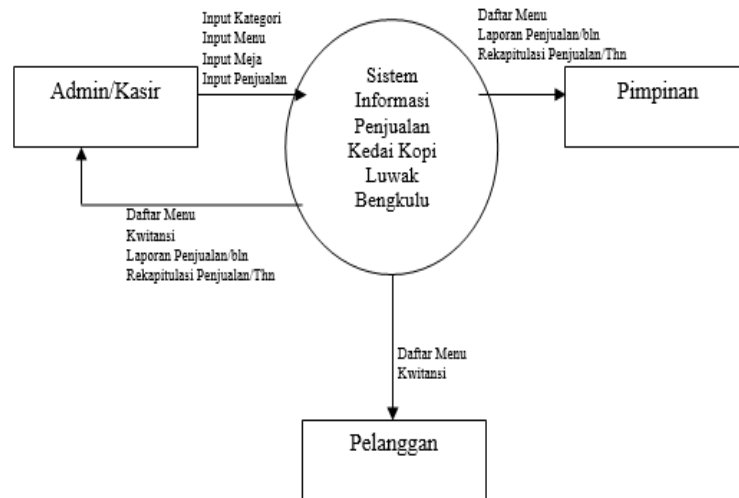 Input Kategori
Input Menu
Input Meja
Input Penjualan
Admin/Kasir
Sistem
Informasi
Penjualan
Kedai Kopi
Luwak
Bengkulu
Daftar Menu
Laporan Penjualan/bln
Rekapitulasi Penjualan/Thn
Pimpinan
Daftar Menu
Kwitansi
Laporan Penjualan/bln
Rekapitulasi Penjualan/Thn
Daftar Menu
Kwitansi
Pelanggan